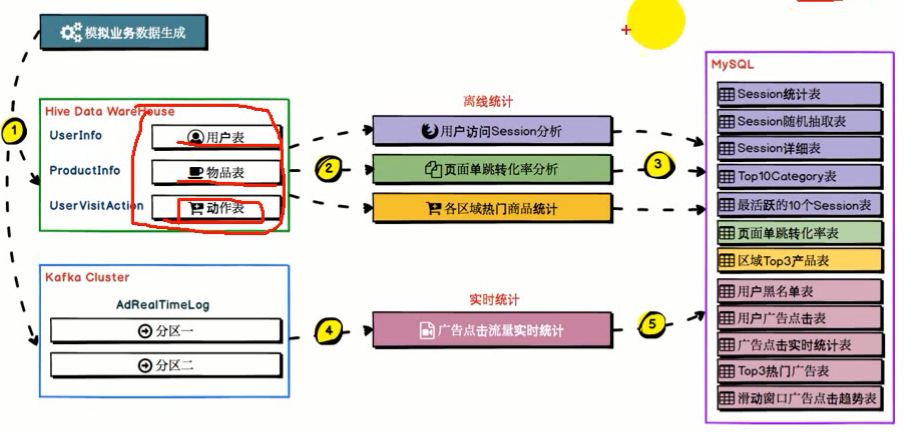 模拟业务数据生成
1
Hive Data WareHouse
UserInfo
用户表
ProductInfo
物品表
UserVisitAction
动作表
Kafka Cluster
AdRealTimeLog
分区一
分区二
2
离线统计
用户访问Session分析
页面单跳转化率分析
各区域热门商品统计
3
4
实时统计
广告点击流量实时统计
5
MySQL
Session统计表
Session随机抽取表
Session详细表
Top10Category表
最活跃的10个Session表
页面单跳转化率表
区域Top3产品表
用户黑名单表
用户广告点击表
广告点击实时统计表
Top3热门广告表
滑动窗口广告点击趋势表